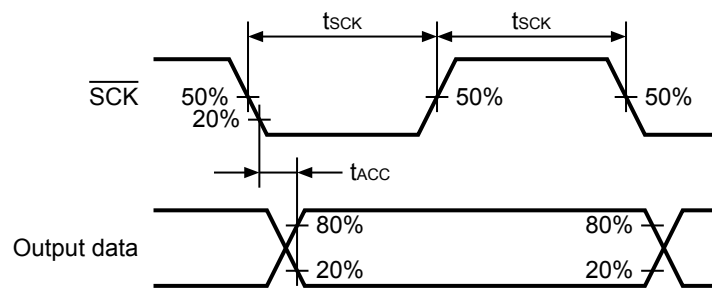 tSCK tSCK
SCK 50% 50% 50%
20%
tACC
Output data 80% 80%
20% 20%